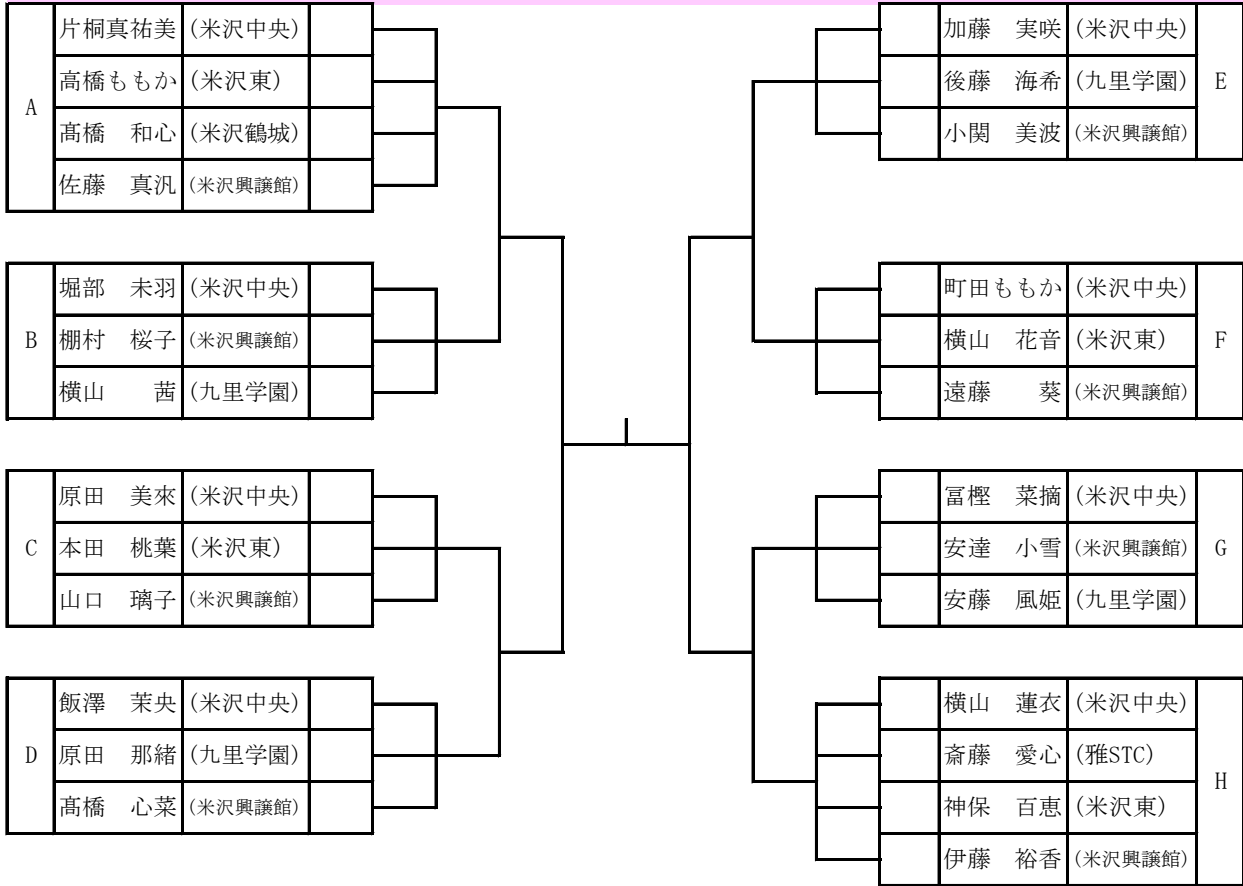 A
片桐真祐美 (米沢中央)
高橋ももか (米沢東)
髙橋 和心 (米沢鶴城)
佐藤 真汎 (米沢興譲館)
B
堀部 未羽 (米沢中央)
棚村 桜子 (米沢興譲館)
横山 茜 (九里学園)
C
原田 美來 (米沢中央)
本田 桃葉 (米沢東)
山口 璃子 (米沢興譲館)
D
飯澤 茉央 (米沢中央)
原田 那緒 (九里学園)
髙橋 心菜 (米沢興譲館)
加藤 実咲 (米沢中央)
後藤 海希 (九里学園)
小関 美波 (米沢興譲館)
E
町田ももか (米沢中央)
横山 花音 (米沢東)
遠藤 葵 (米沢興譲館)
F
冨樫 菜摘 (米沢中央)
安達 小雪 (米沢興譲館)
安藤 風姫 (九里学園)
G
横山 蓮衣 (米沢中央)
斎藤 愛心 (雅STC)
神保 百恵 (米沢東)
伊藤 裕香 (米沢興譲館)
H